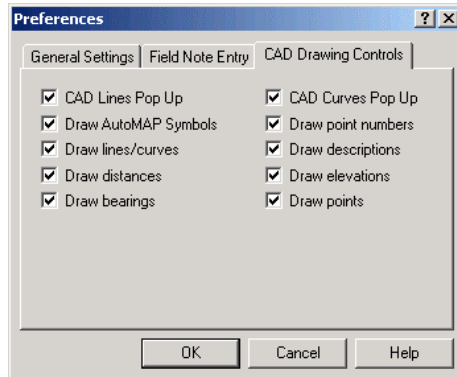 Preferences
General Settings Field Note Entry CAD Drawing Controls
CAD Lines Pop Up CAD Curves Pop Up
Draw AutoMAP Symbols Draw point numbers
Draw lines/curves Draw descriptions
Draw distances Draw elevations
Draw bearings Draw points
OK Cancel Help